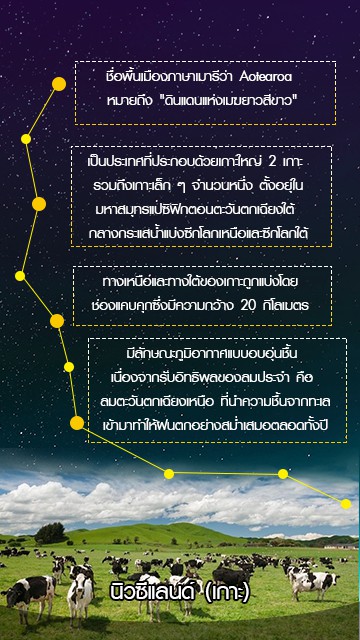 ชื่อพื้นเมืองภาษาเมารีว่า Aotearoa
หมายถึง "ดินแดนแห่งเมฆยาวสีขาว"
เป็นประเทศที่ประกอบด้วยเกาะใหญ่ 2 เกาะ
รวมถึงเกาะเล็ก ๆ จำนวนหนึ่ง ตั้งอยู่ใน
มหาสมุทรแปซิฟิกตอนตะวันตกเฉียงใต้
กลางกระแสน้ำแบ่งซีกโลกเหนือและซีกโลกใต้
ทางเหนือและทางใต้ของเกาะถูกแบ่งโดย
ช่องแคบคุกซึ่งมีความกว้าง 20 กิโลเมตร
มีลักษณะภูมิอากาศแบบอบอุ่นชื้น
เนื่องจากรับอิทธิพลของลมประจำ คือ
ลมตะวันตกเฉียงเหนือ ที่นำความชื้นจากทะเล
เข้ามาทำให้ฝนตกอย่างสม่ำเสมอตลอดทั้งปี
นิวซีแลนด์ (เกาะ)